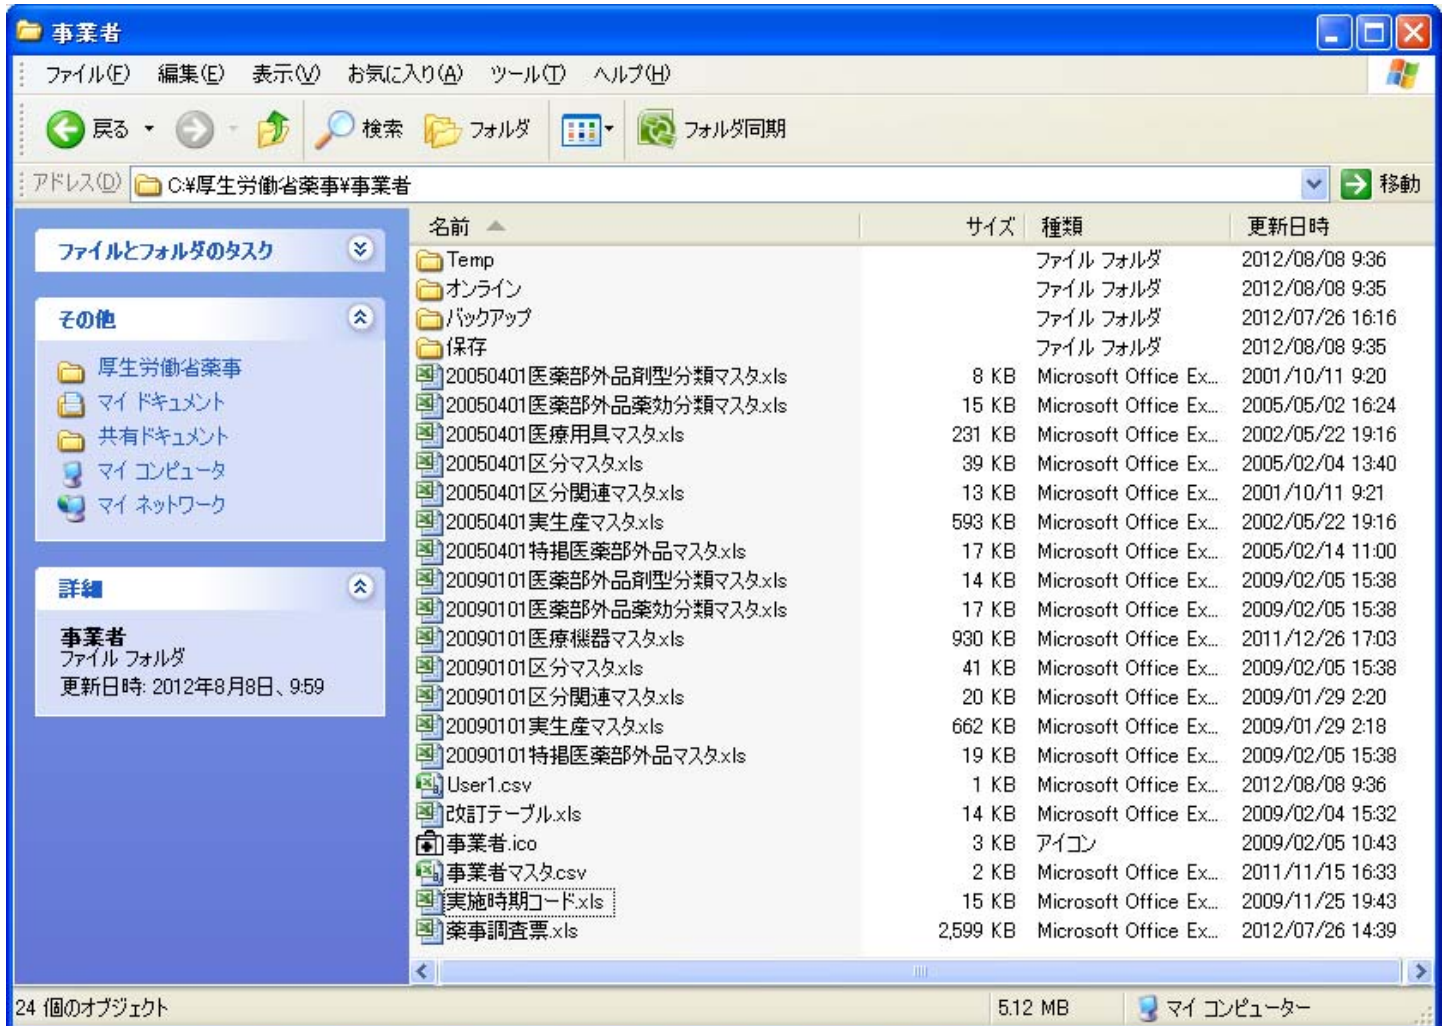 事業者
ファイル(F) 編集(E) 表示(V) お気に入り(A) ツール(T) ヘルプ(H)
戻る 検索 フォルダ フォルダ同期
アドレス(D) C:¥厚生労働省薬事¥事業者 移動
ファイルとフォルダのタスク
その他
厚生労働省薬事
マイ ドキュメント
共有ドキュメント
マイ コンピュータ
マイ ネットワーク
詳細
事業者
ファイル フォルダ
更新日時: 2012年8月8日、9:59
名前 サイズ 種類 更新日時
Temp ファイル フォルダ 2012/08/08 9:36
オンライン ファイル フォルダ 2012/08/08 9:35
バックアップ ファイル フォルダ 2012/07/26 16:16
保存 ファイル フォルダ 2012/08/08 9:35
20050401医薬部外品剤型分類マスタ.xls 8 KB Microsoft Office Ex... 2001/10/11 9:20
20050401医薬部外品薬効分類マスタ.xls 15 KB Microsoft Office Ex... 2005/05/02 16:24
20050401医療用具マスタ.xls 231 KB Microsoft Office Ex... 2002/05/22 19:16
20050401区分マスタ.xls 39 KB Microsoft Office Ex... 2005/02/04 13:40
20050401区分関連マスタ.xls 13 KB Microsoft Office Ex... 2001/10/11 9:21
20050401実生産マスタ.xls 593 KB Microsoft Office Ex... 2002/05/22 19:16
20050401特掲医薬部外品マスタ.xls 17 KB Microsoft Office Ex... 2005/02/14 11:00
20090101医薬部外品剤型分類マスタ.xls 14 KB Microsoft Office Ex... 2009/02/05 15:38
20090101医薬部外品薬効分類マスタ.xls 17 KB Microsoft Office Ex... 2009/02/05 15:38
20090101医療機器マスタ.xls 930 KB Microsoft Office Ex... 2011/12/26 17:03
20090101区分マスタ.xls 41 KB Microsoft Office Ex... 2009/02/05 15:38
20090101区分関連マスタ.xls 20 KB Microsoft Office Ex... 2009/01/29 2:20
20090101実生産マスタ.xls 662 KB Microsoft Office Ex... 2009/01/29 2:18
20090101特掲医薬部外品マスタ.xls 19 KB Microsoft Office Ex... 2009/02/05 15:38
User1.csv 1 KB Microsoft Office Ex... 2012/08/08 9:36
改訂テーブル.xls 14 KB Microsoft Office Ex... 2009/02/04 15:32
事業者.ico 3 KB アイコン 2009/02/05 10:43
事業者マスタ.csv 2 KB Microsoft Office Ex... 2011/11/15 16:33
実施時期コード.xls 15 KB Microsoft Office Ex... 2009/11/25 19:43
薬事調査票.xls 2,599 KB Microsoft Office Ex... 2012/07/26 14:39
24 個のオブジェクト 5.12 MB マイ コンピューター